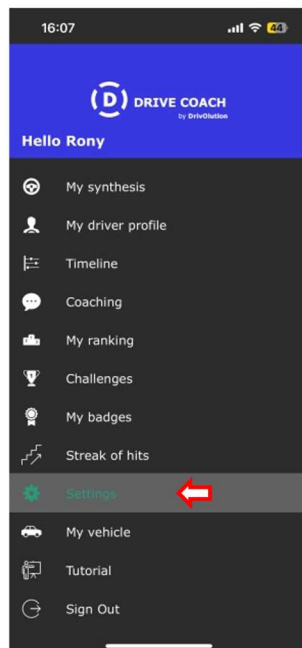 16:07
44
D
DRIVE COACH
by DrivOlution
Hello Rony
My synthesis
My driver profile
Timeline
Coaching
My ranking
Challenges
My badges
Streak of hits
Settings
My vehicle
Tutorial
Sign Out